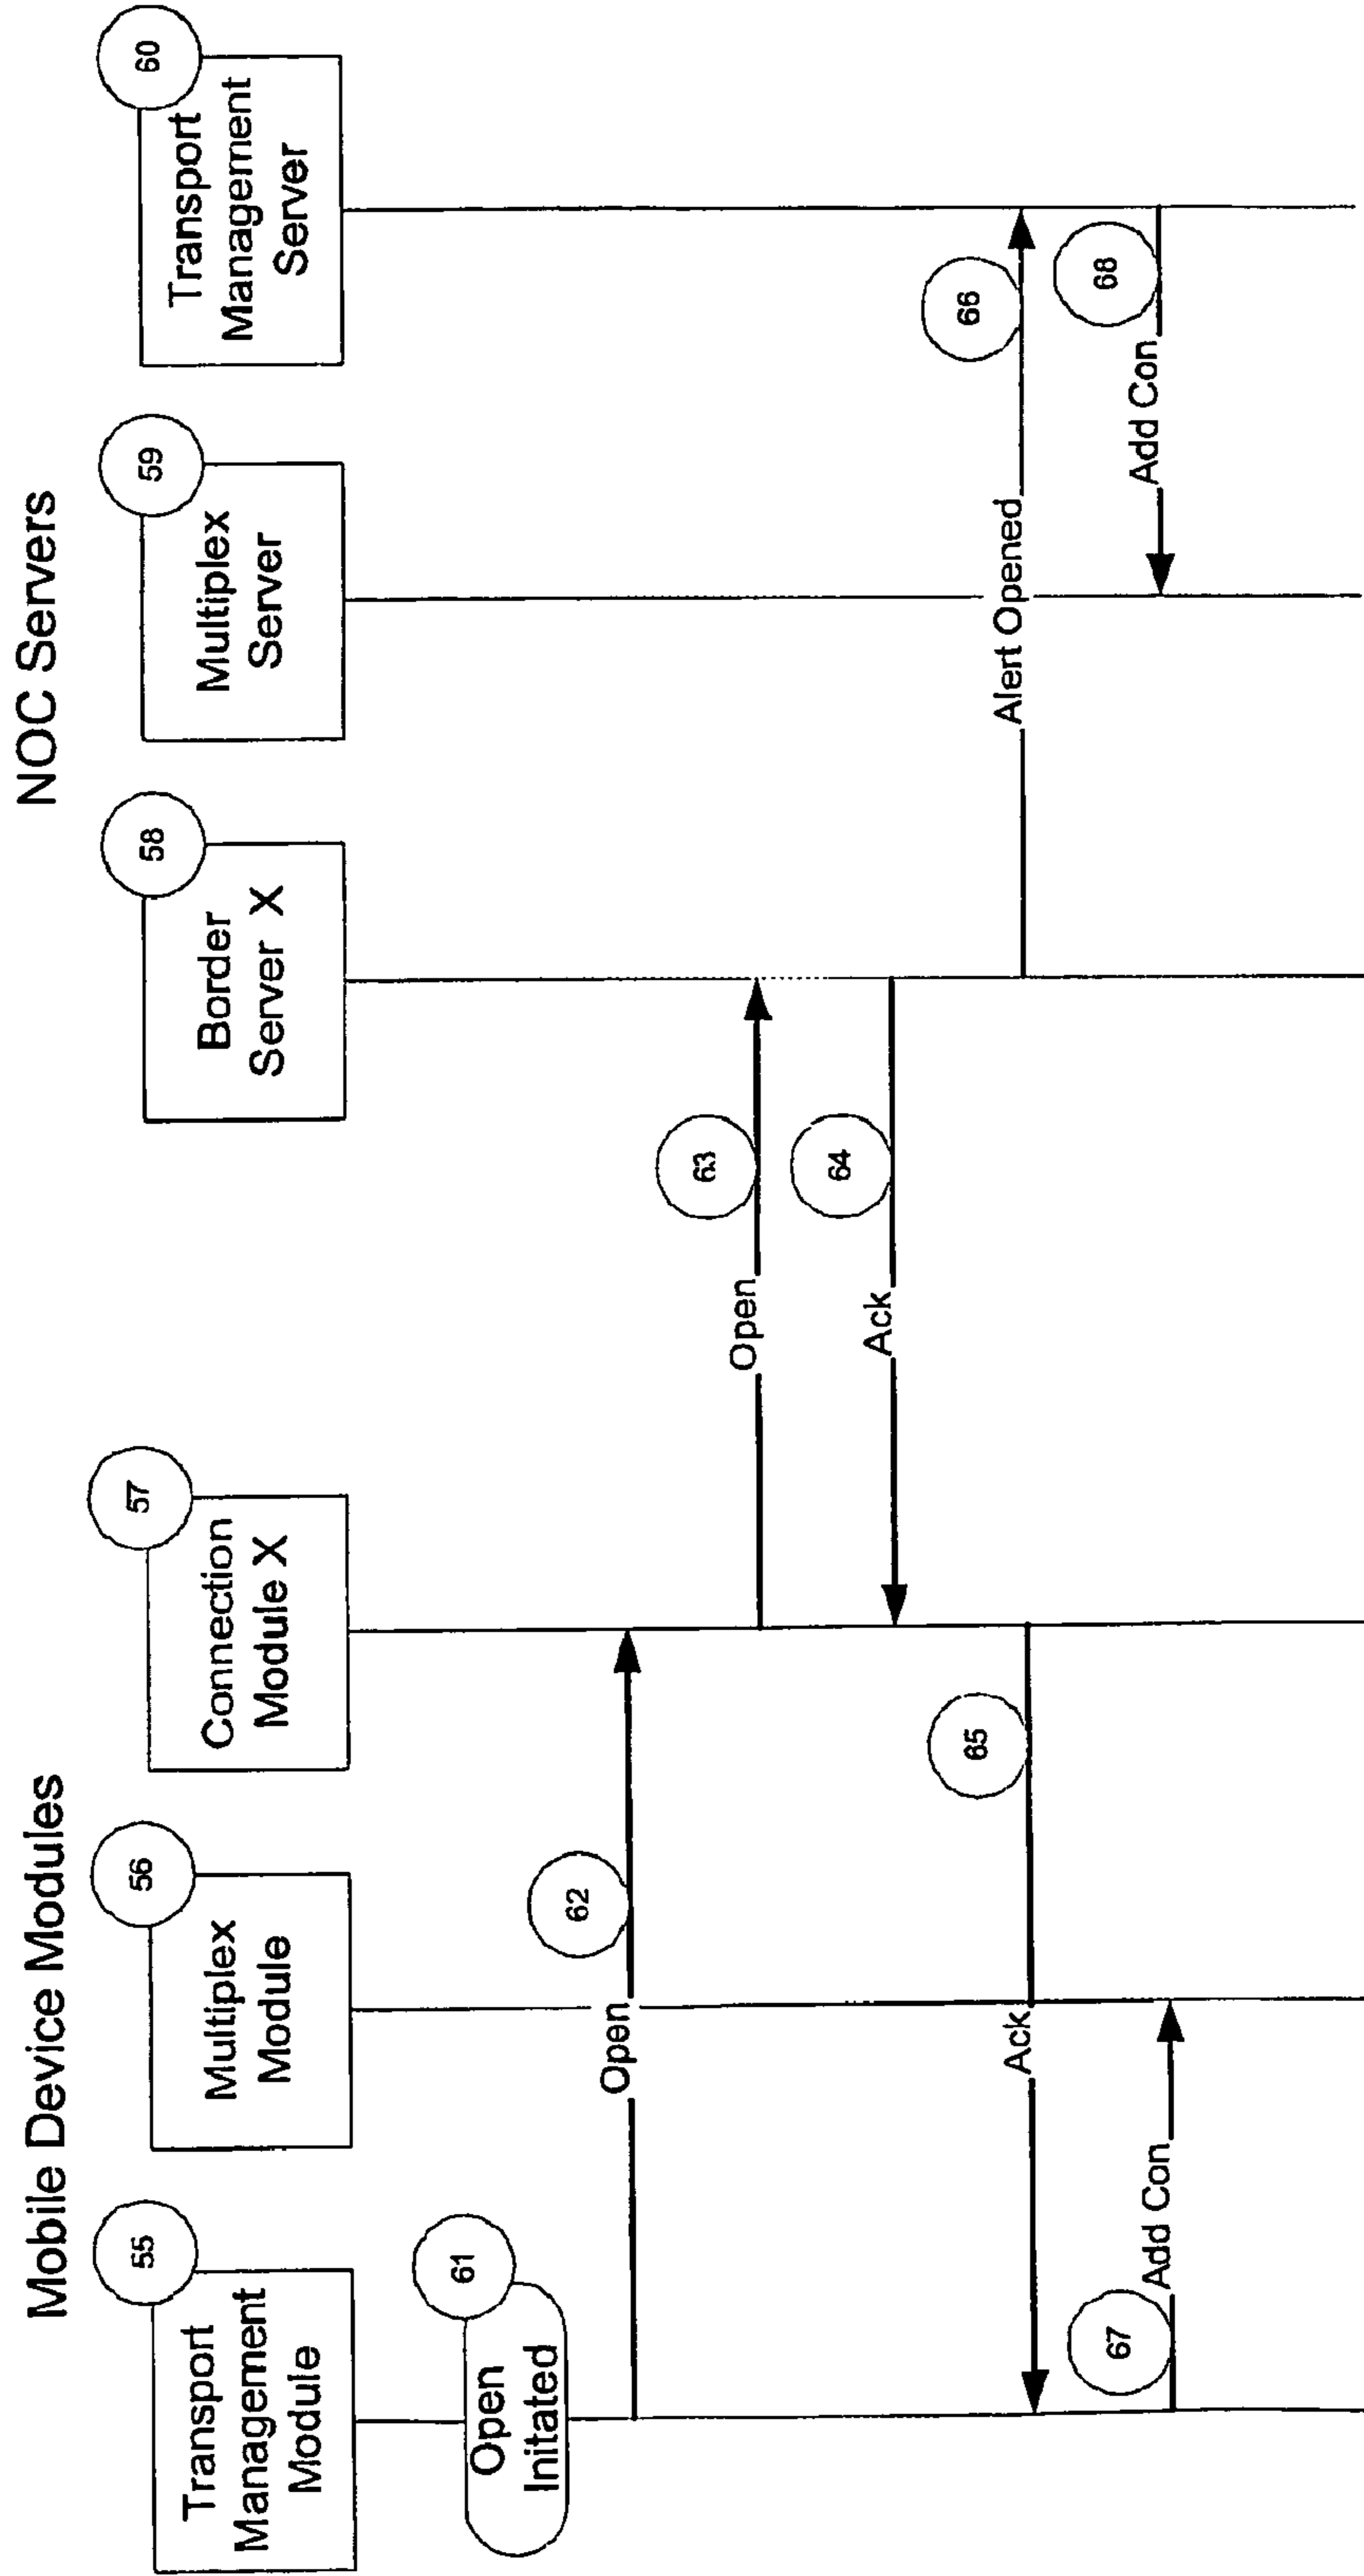 Mobile Device Modules
NOC Servers
55
Transport
Management
Module
56
Multiplex
Module
57
Connection
Module X
58
Border
Server X
59
Multiplex
Server
60
Transport
Management
Server
61
Open
Initated
62
Open
63
Open
64
Ack
65
Ack
66
Alert Opened
67
Add Con
68
Add Con